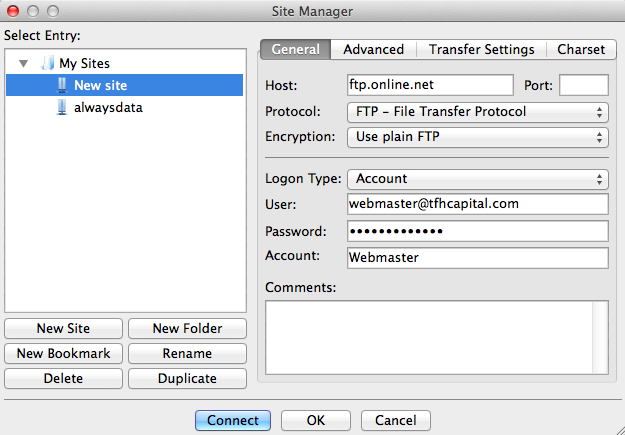 Site Manager
Select Entry:
My Sites
New site
alwaysdata
New Site
New Folder
New Bookmark
Rename
Delete
Duplicate
General
Advanced
Transfer Settings
Charset
Host: ftp.online.net Port:
Protocol: FTP - File Transfer Protocol
Encryption: Use plain FTP
Logon Type: Account
User: webmaster@tfhcapital.com
Password: •••••••••••••
Account: Webmaster
Comments:
Connect
OK
Cancel